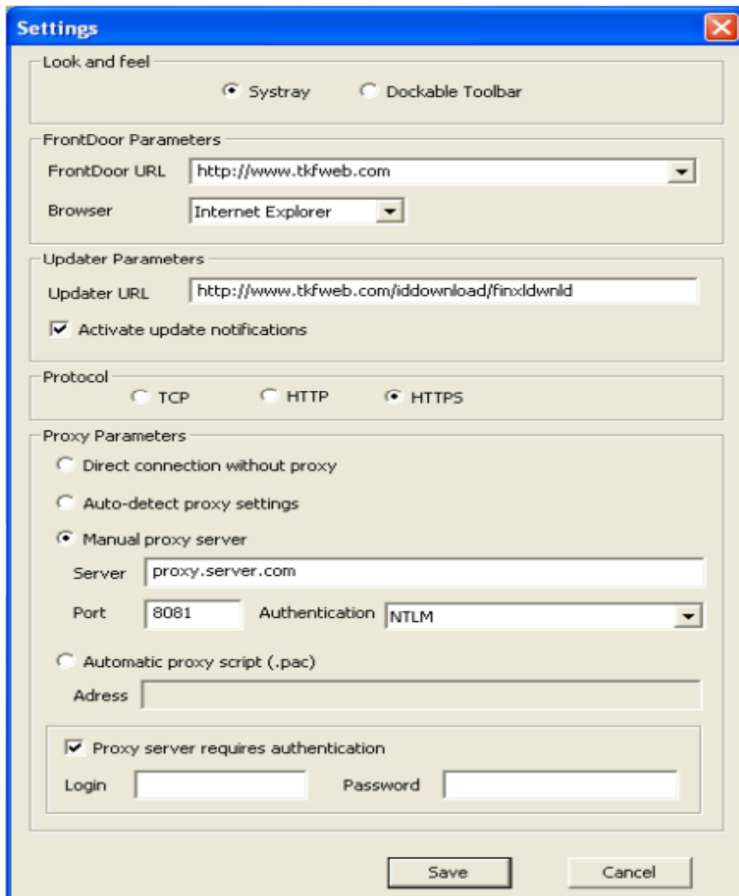 Settings
Look and feel
Systray Dockable Toolbar
FrontDoor Parameters
FrontDoor URL http://www.tkfweb.com
Browser Internet Explorer
Updater Parameters
Updater URL http://www.tkfweb.com/iddownload/finxldwnld
Activate update notifications
Protocol
TCP HTTP HTTPS
Proxy Parameters
Direct connection without proxy
Auto-detect proxy settings
Manual proxy server
Server proxy.server.com
Port 8081 Authentication NTLM
Automatic proxy script (.pac)
Adress
Proxy server requires authentication
Login Password
Save Cancel